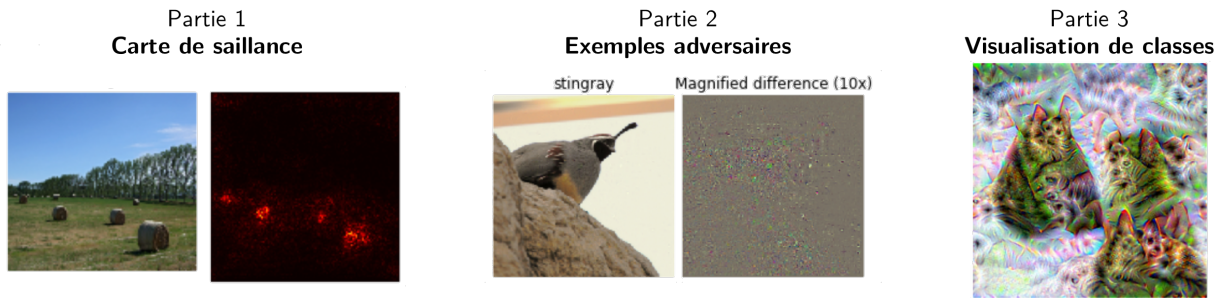 Partie 1
Carte de saillance
Partie 2
Exemples adversaires
stingray
Magnified difference (10x)
Partie 3
Visualisation de classes